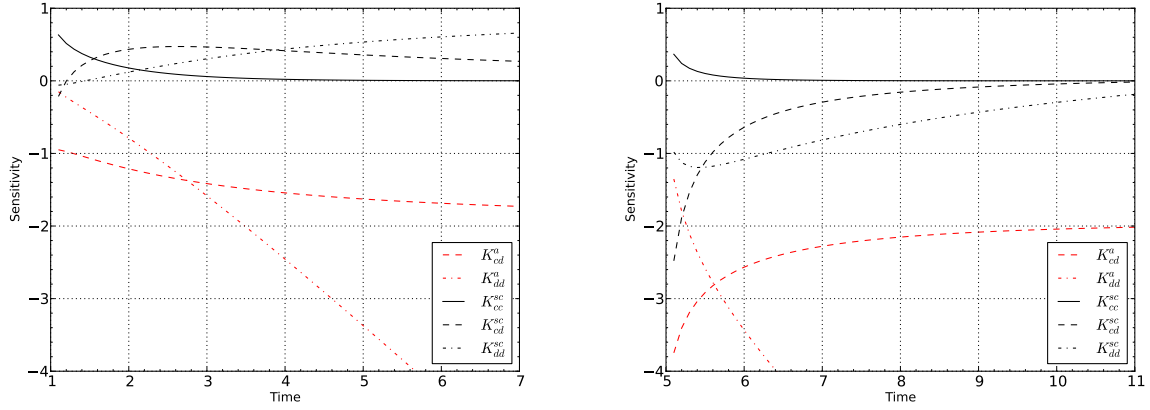 1
0
−1
−2
−3
−4
Sensitivity
1 2 3 4 5 6 7
Time
K^a_{cd}
K^a_{dd}
K^{sc}_{cc}
K^{sc}_{cd}
K^{sc}_{dd}
1
0
−1
−2
−3
−4
Sensitivity
5 6 7 8 9 10 11
Time
K^a_{cd}
K^a_{dd}
K^{sc}_{cc}
K^{sc}_{cd}
K^{sc}_{dd}